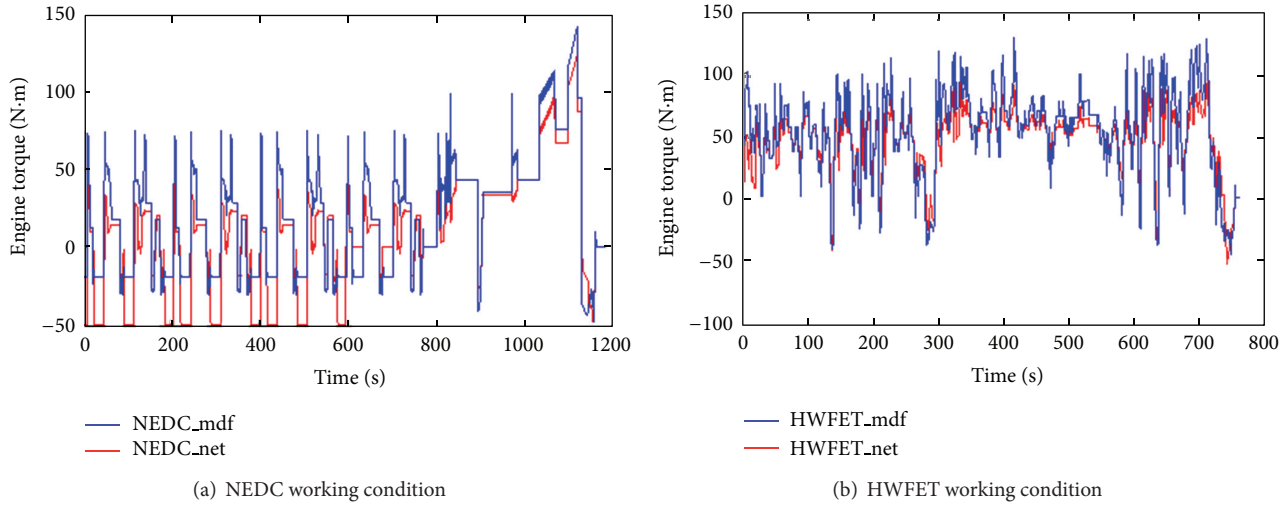 150
100
50
0
−50
Engine torque (N·m)
0 200 400 600 800 1000 1200
Time (s)
NEDC_mdf
NEDC_net
(a) NEDC working condition
150
100
50
0
−50
−100
Engine torque (N·m)
0 100 200 300 400 500 600 700 800
Time (s)
HWFET_mdf
HWFET_net
(b) HWFET working condition